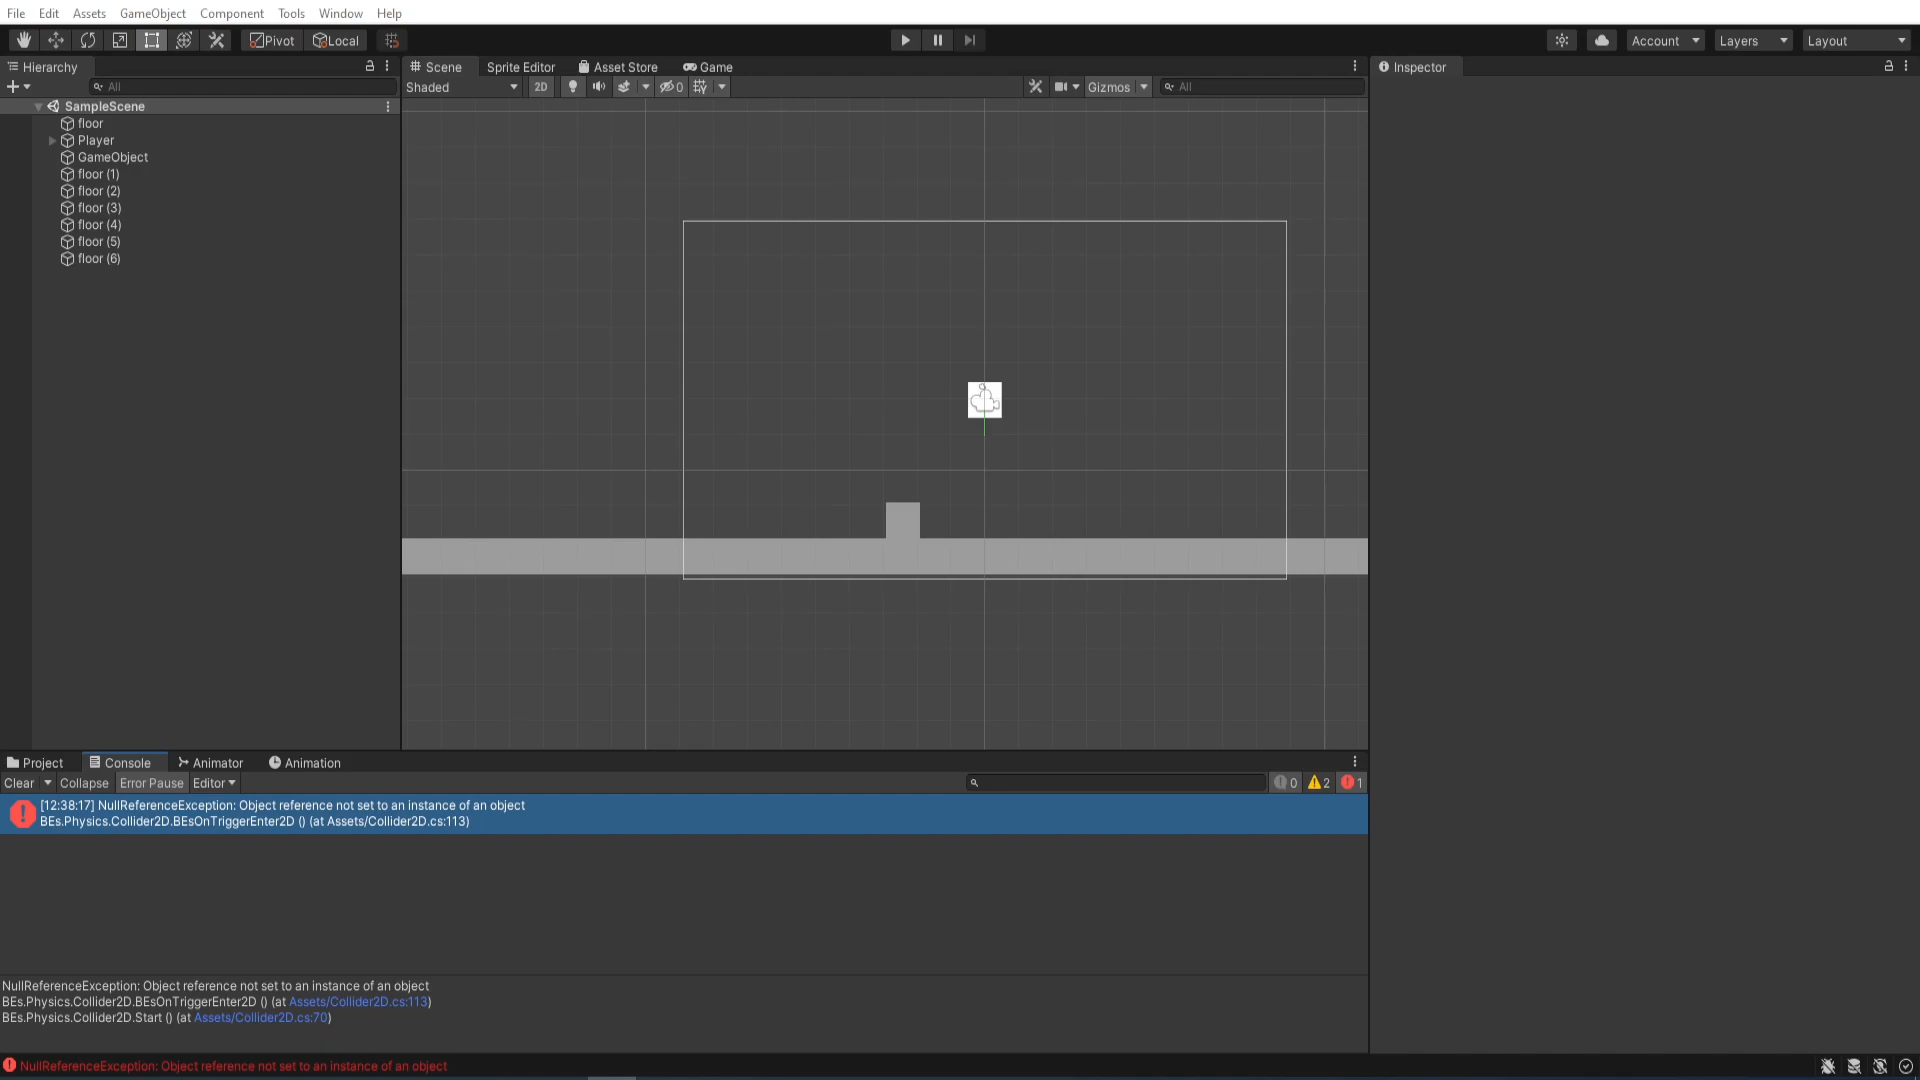 File Edit Assets GameObject Component Tools Window Help
Pivot Local Account Layers Layout
Hierarchy
All
SampleScene
floor
Player
GameObject
floor (1)
floor (2)
floor (3)
floor (4)
floor (5)
floor (6)
Scene Sprite Editor Asset Store Game
Shaded 2D 0 Gizmos All
Inspector
Project Console Animator Animation
Clear Collapse Error Pause Editor 0 2 1
[12:38:17] NullReferenceException: Object reference not set to an instance of an object
BEs.Physics.Collider2D.BEsOnTriggerEnter2D () (at Assets/Collider2D.cs:113)
NullReferenceException: Object reference not set to an instance of an object
BEs.Physics.Collider2D.BEsOnTriggerEnter2D () (at Assets/Collider2D.cs:113)
BEs.Physics.Collider2D.Start () (at Assets/Collider2D.cs:70)
NullReferenceException: Object reference not set to an instance of an object